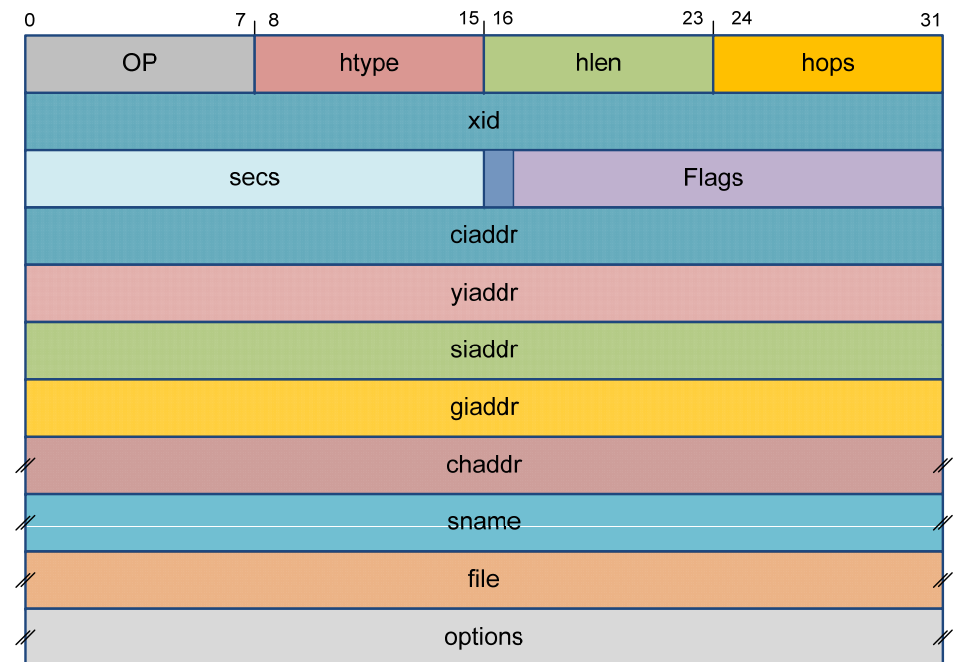 0 7 8 15 16 23 24 31
OP htype hlen hops
xid
secs Flags
ciaddr
yiaddr
siaddr
giaddr
chaddr
sname
file
options